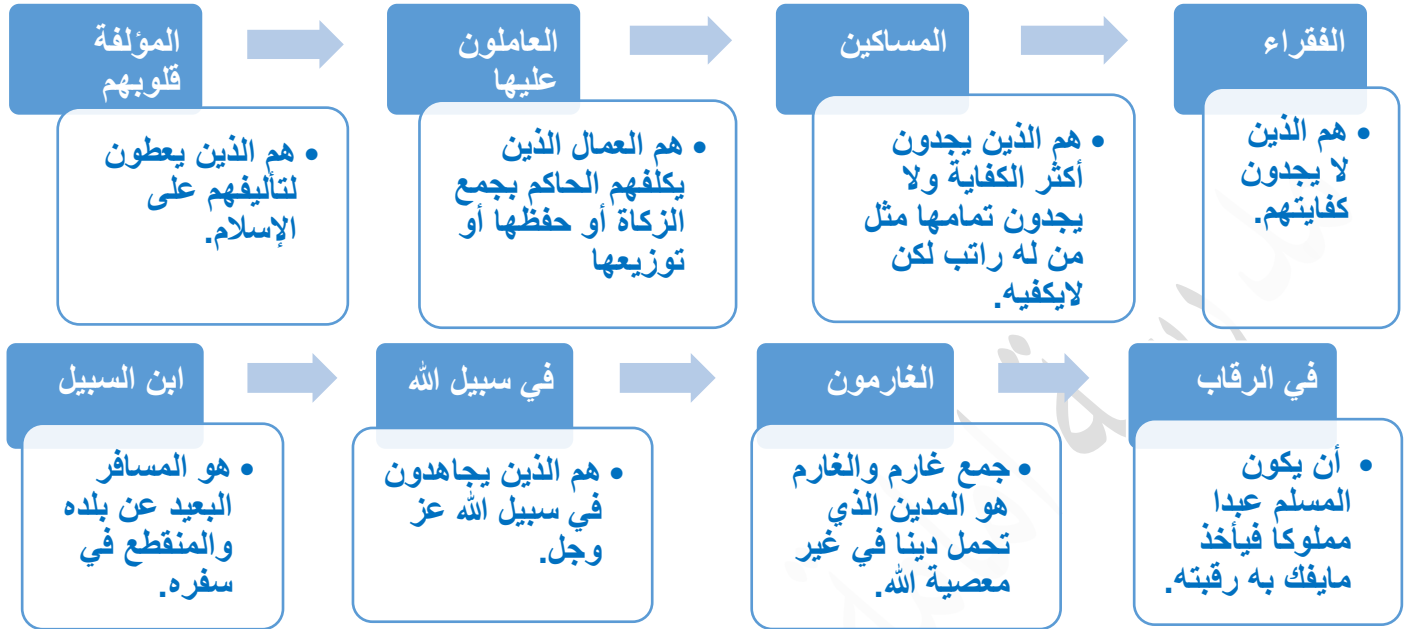 الفقراء
• هم الذين
لا يجدون
كفايتهم.
المساكين
• هم الذين يجدون
أكثر الكفاية ولا
يجدون تمامها مثل
من له راتب لكن
لايكفيه.
العاملون
عليها
• هم العمال الذين
يكلفهم الحاكم بجمع
الزكاة أو حفظها أو
توزيعها
المؤلفة
قلوبهم
• هم الذين يعطون
لتأليفهم على
الإسلام.
في الرقاب
• أن يكون
المسلم عبدا
مملوكا فيأخذ
مايفك به رقبته.
الغارمون
• جمع غارم والغارم
هو المدين الذي
تحمل دينا في غير
معصية الله.
في سبيل الله
• هم الذين يجاهدون
في سبيل الله عز
وجل.
ابن السبيل
• هو المسافر
البعيد عن بلده
والمنقطع في
سفره.